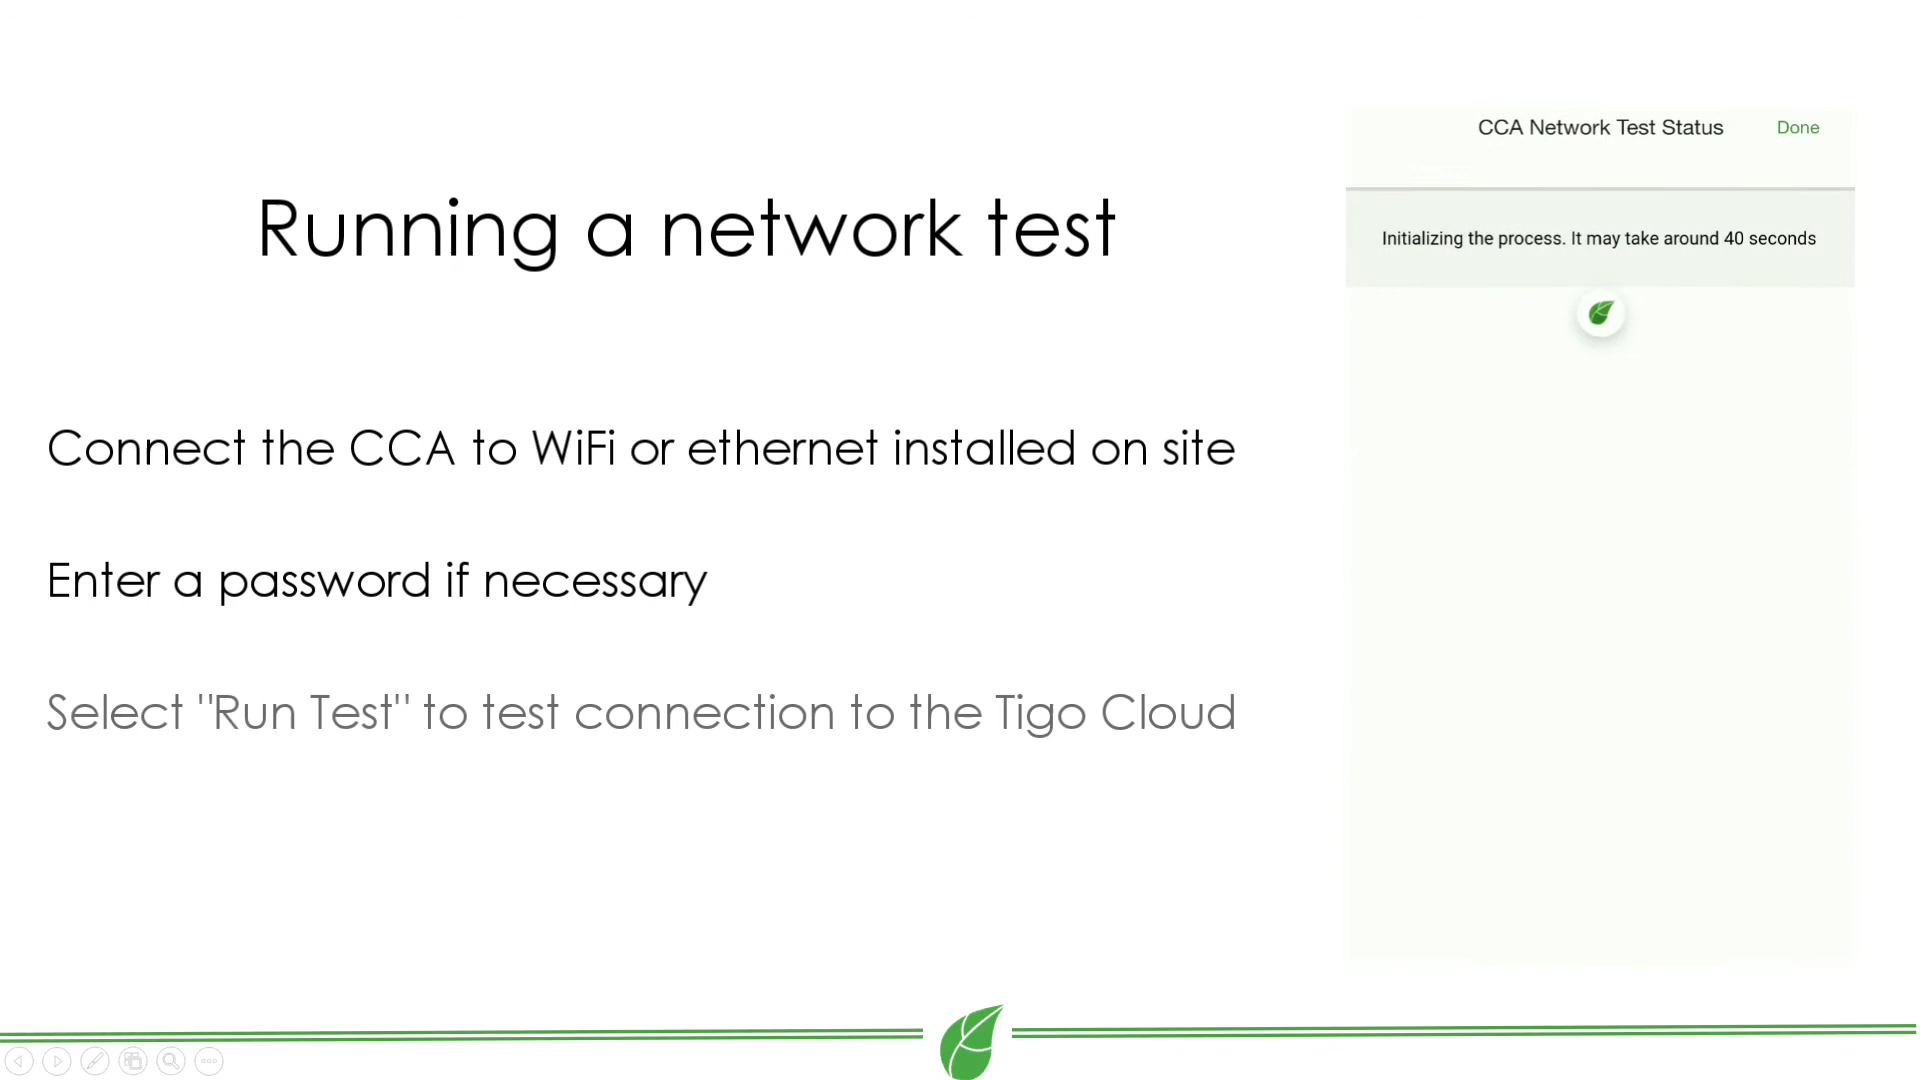 Running a network test
Connect the CCA to WiFi or ethernet installed on site
Enter a password if necessary
Select "Run Test" to test connection to the Tigo Cloud
CCA Network Test Status
Done
Initializing the process. It may take around 40 seconds